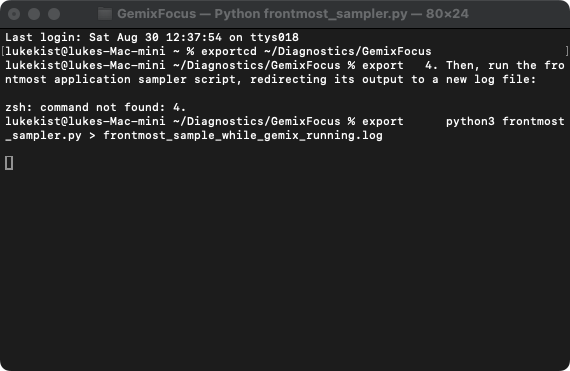 GemixFocus — Python frontmost_sampler.py — 80×24
Last login: Sat Aug 30 12:37:54 on ttys018
[lukekist@lukes-Mac-mini ~ % exportcd ~/Diagnostics/GemixFocus ]
lukekist@lukes-Mac-mini ~/Diagnostics/GemixFocus % export   4. Then, run the fro
ntmost application sampler script, redirecting its output to a new log file:
zsh: command not found: 4.
lukekist@lukes-Mac-mini ~/Diagnostics/GemixFocus % export      python3 frontmost
_sampler.py > frontmost_sample_while_gemix_running.log